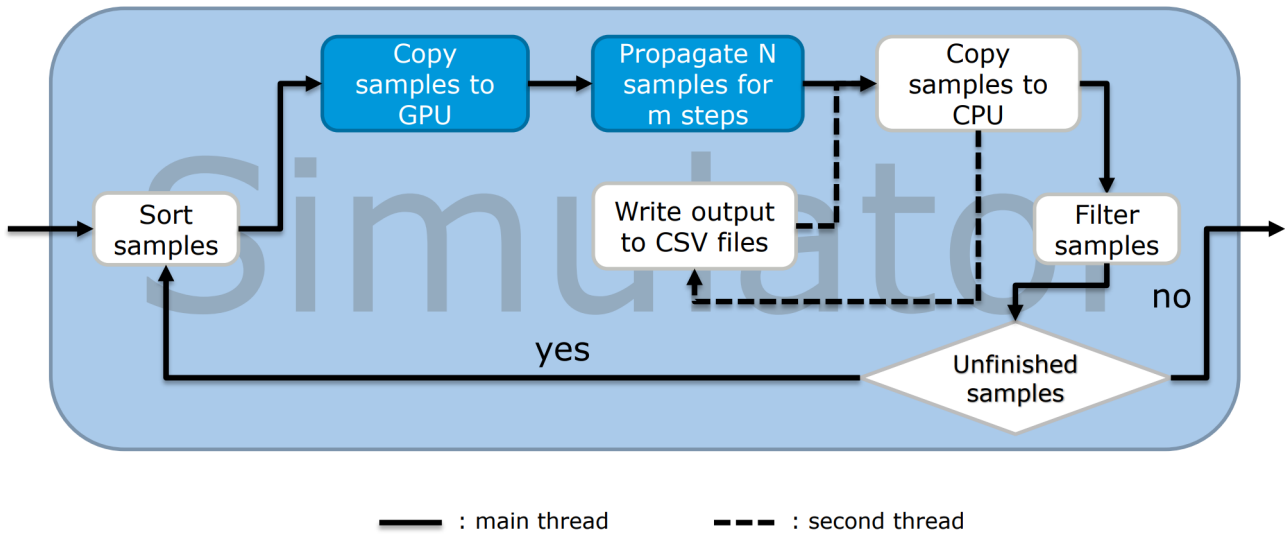 Copy
samples to
GPU
Propagate N
samples for
m steps
Copy
samples to
CPU
Simulator
Sort
samples
Write output
to CSV files
Filter
samples
no
yes
Unfinished
samples
: main thread
: second thread